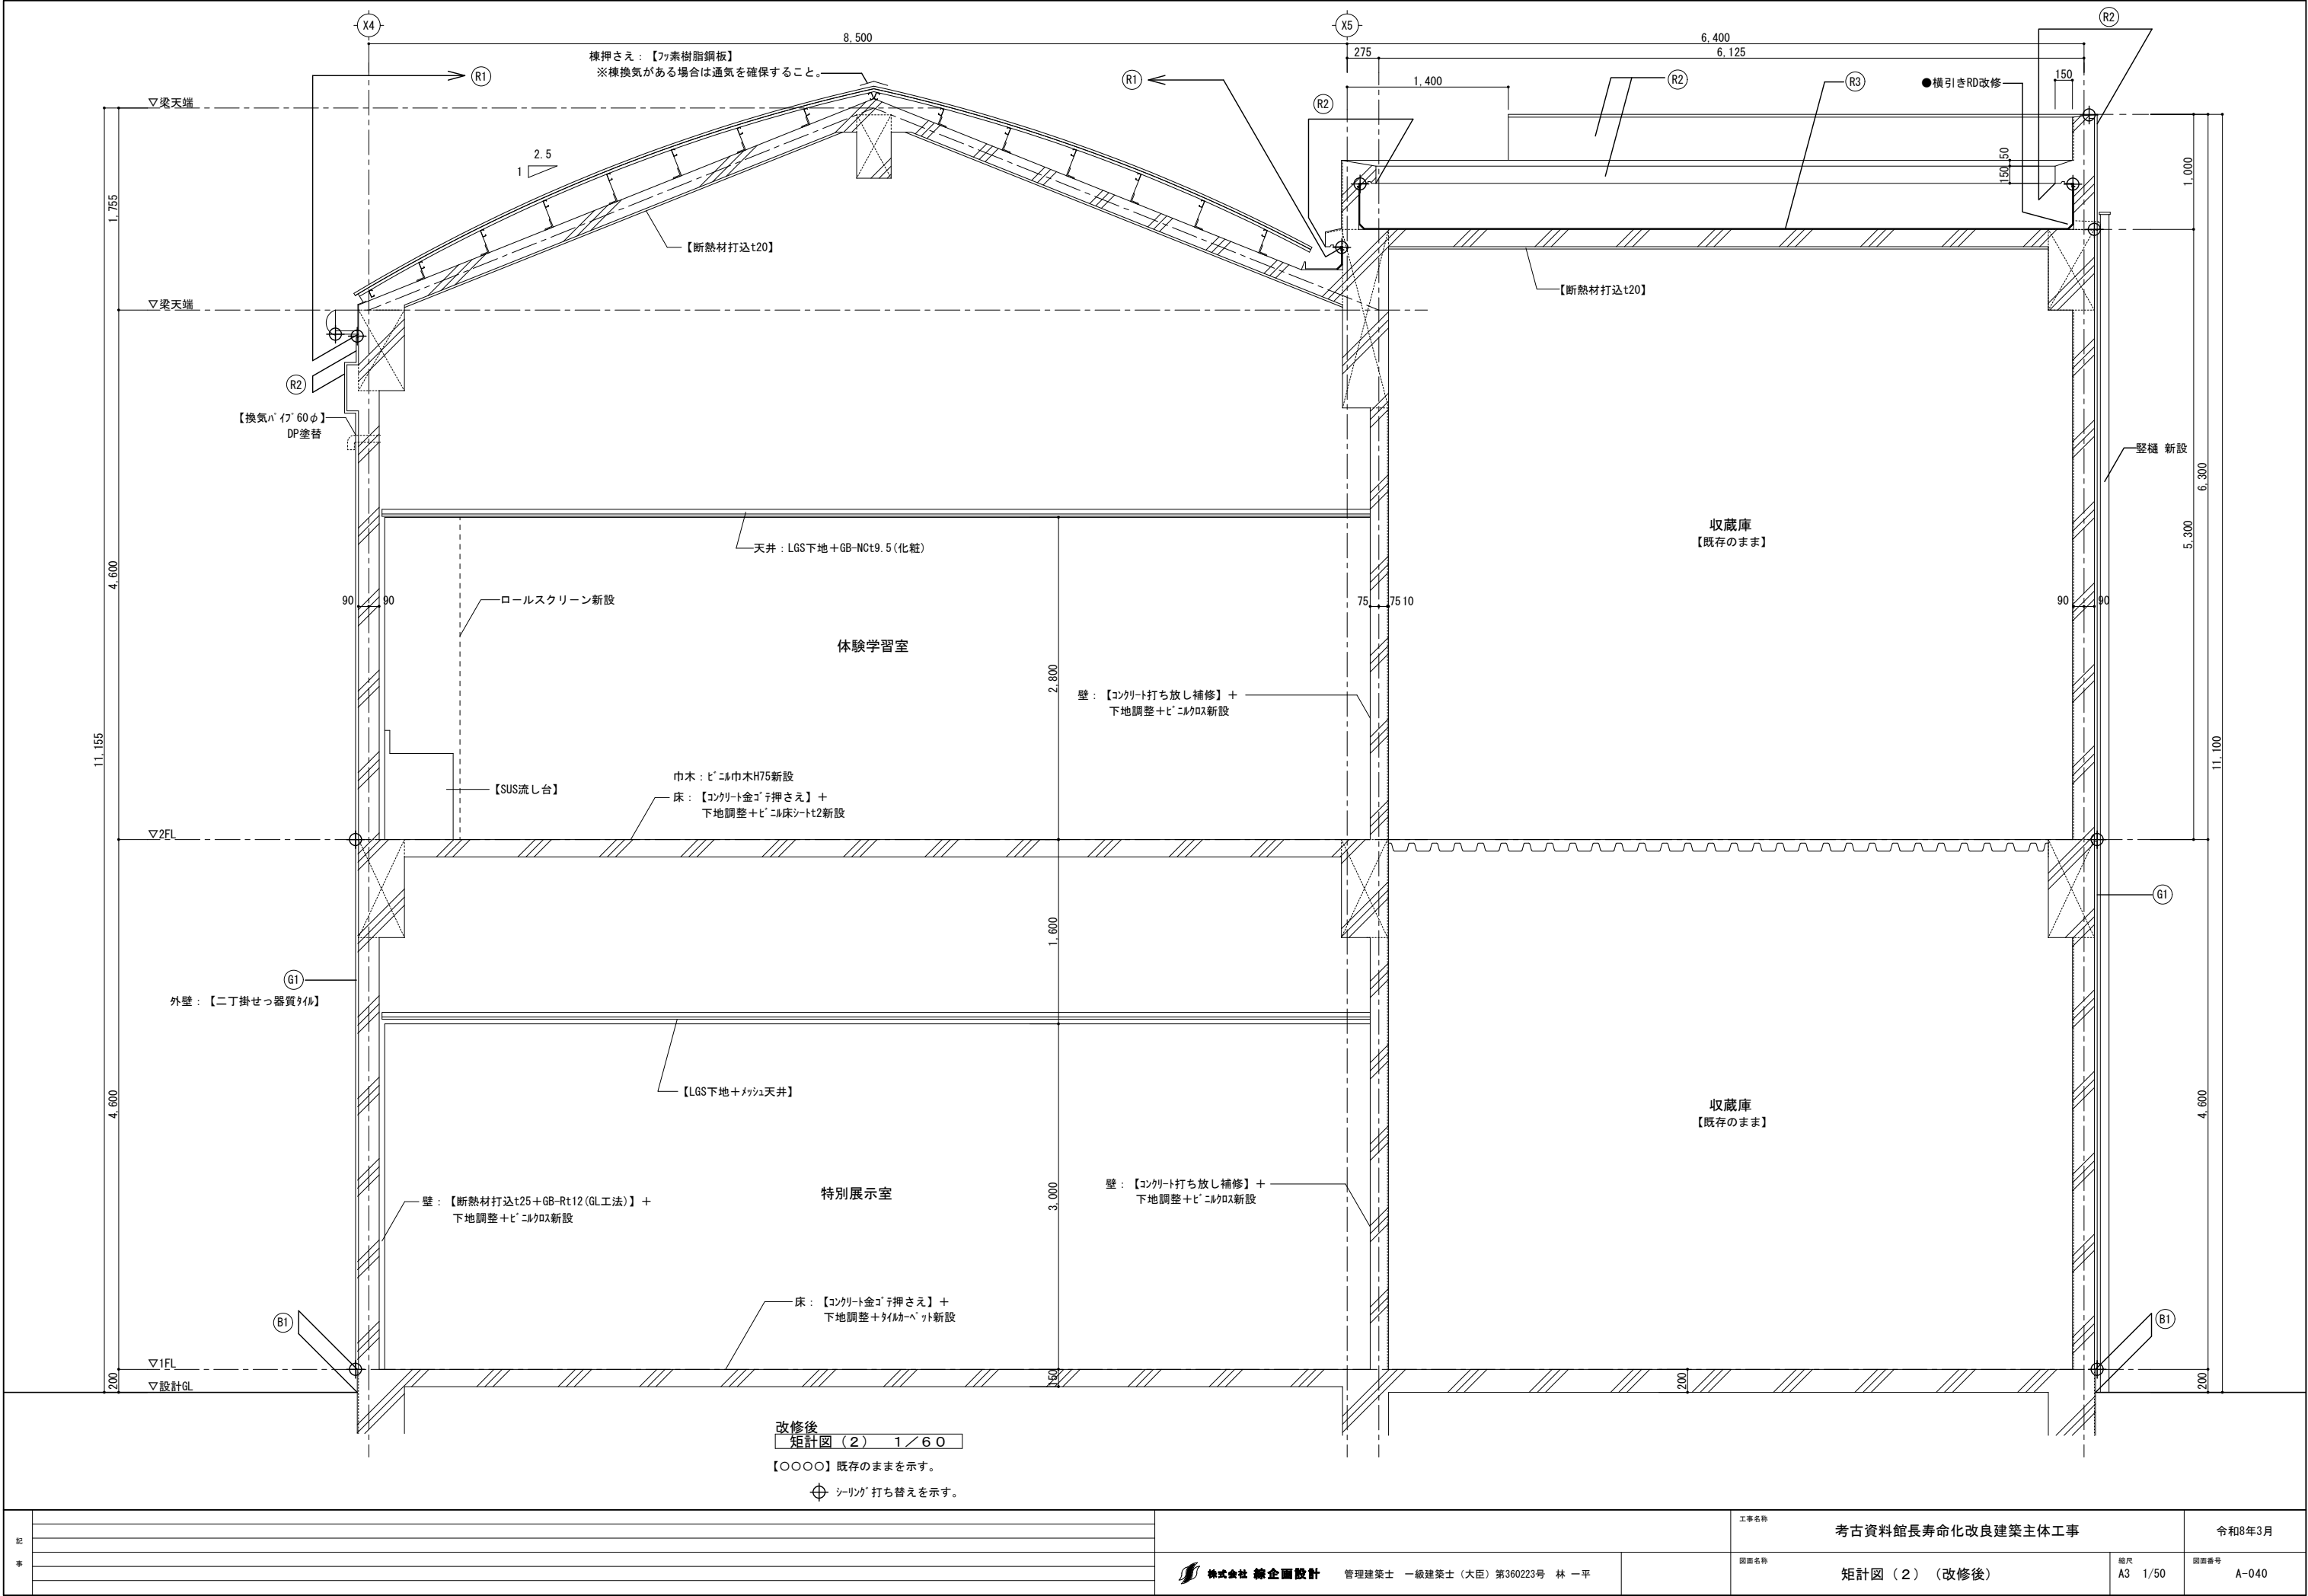 X4
X5
R2
8,500
6,400
275
6,125
棟押さえ：【ﾌｯ素樹脂鋼板】
※棟換気がある場合は通気を確保すること。
R1
R1
1,400
R2
R3
●横引きRD改修
150
R2
▽梁天端
2.5
1
50
150
1,000
1,755
【断熱材打込t20】
【断熱材打込t20】
▽梁天端
R2
【換気ﾊﾟｲﾌﾟ60φ】
DP塗替
竪樋 新設
6,300
5,300
収蔵庫
【既存のまま】
天井：LGS下地＋GB-NCt9.5(化粧)
4,600
90
90
ロールスクリーン新設
75
75
10
90
90
体験学習室
2,800
壁：【ｺﾝｸﾘｰﾄ打ち放し補修】＋
下地調整＋ﾋﾞﾆﾙｸﾛｽ新設
11,155
11,100
【SUS流し台】
巾木：ﾋﾞﾆﾙ巾木H75新設
床：【ｺﾝｸﾘｰﾄ金ｺﾞﾃ押さえ】＋
下地調整＋ﾋﾞﾆﾙ床ｼｰﾄt2新設
▽2FL
G1
1,600
G1
外壁：【二丁掛せっ器質ﾀｲﾙ】
【LGS下地＋ﾒｯｼｭ天井】
4,600
収蔵庫
【既存のまま】
4,600
壁：【断熱材打込t25＋GB-Rt12(GL工法)】＋
下地調整＋ﾋﾞﾆﾙｸﾛｽ新設
特別展示室
3,000
壁：【ｺﾝｸﾘｰﾄ打ち放し補修】＋
下地調整＋ﾋﾞﾆﾙｸﾛｽ新設
床：【ｺﾝｸﾘｰﾄ金ｺﾞﾃ押さえ】＋
下地調整＋ﾀｲﾙｶｰﾍﾟｯﾄ新設
B1
B1
▽1FL
▽設計GL
200
150
200
200
改修後
矩計図（２）　１／６０
【○○○○】既存のままを示す。
ｼｰﾘﾝｸﾞ打ち替えを示す。
記事
株式会社 綜企画設計
管理建築士　一級建築士（大臣）第360223号　林 一平
工事名称
考古資料館長寿命化改良建築主体工事
令和8年3月
図面名称
矩計図（２）（改修後）
縮尺
A3　1/50
図面番号
A-040